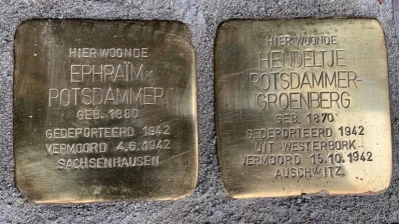 HIER WOONDE
EPHRAÏM
POTSDAMMER
GEB. 1880
GEDEPORTEERD 1942
VERMOORD 4.6.1942
SACHSENHAUSEN
HIER WOONDE
HENDELTJE
POTSDAMMER-
GROENBERG
GEB. 1870
GEDEPORTEERD 1942
UIT WESTERBORK
VERMOORD 15.10.1942
AUSCHWITZ